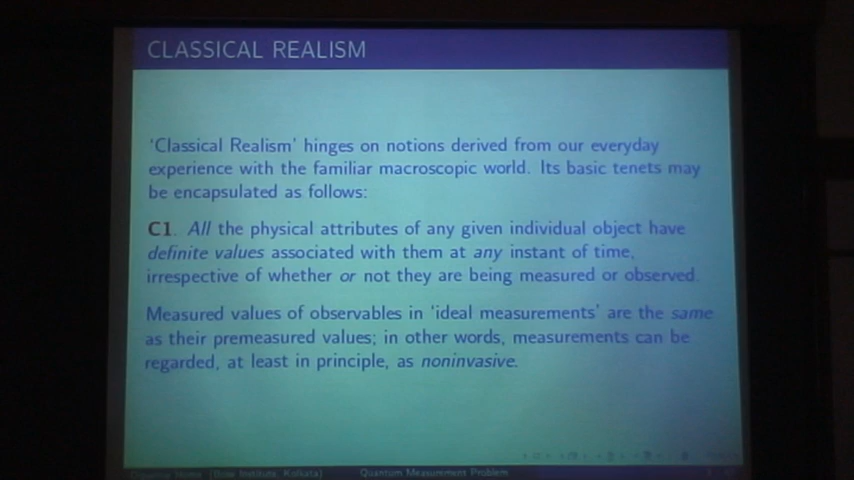 CLASSICAL REALISM
'Classical Realism' hinges on notions derived from our everyday
experience with the familiar macroscopic world. Its basic tenets may
be encapsulated as follows:
C1. All the physical attributes of any given individual object have
definite values associated with them at any instant of time,
irrespective of whether or not they are being measured or observed.
Measured values of observables in 'ideal measurements' are the same
as their premeasured values; in other words, measurements can be
regarded, at least in principle, as noninvasive.
Home (Bose Institute, Kolkata) Quantum Measurement Problem